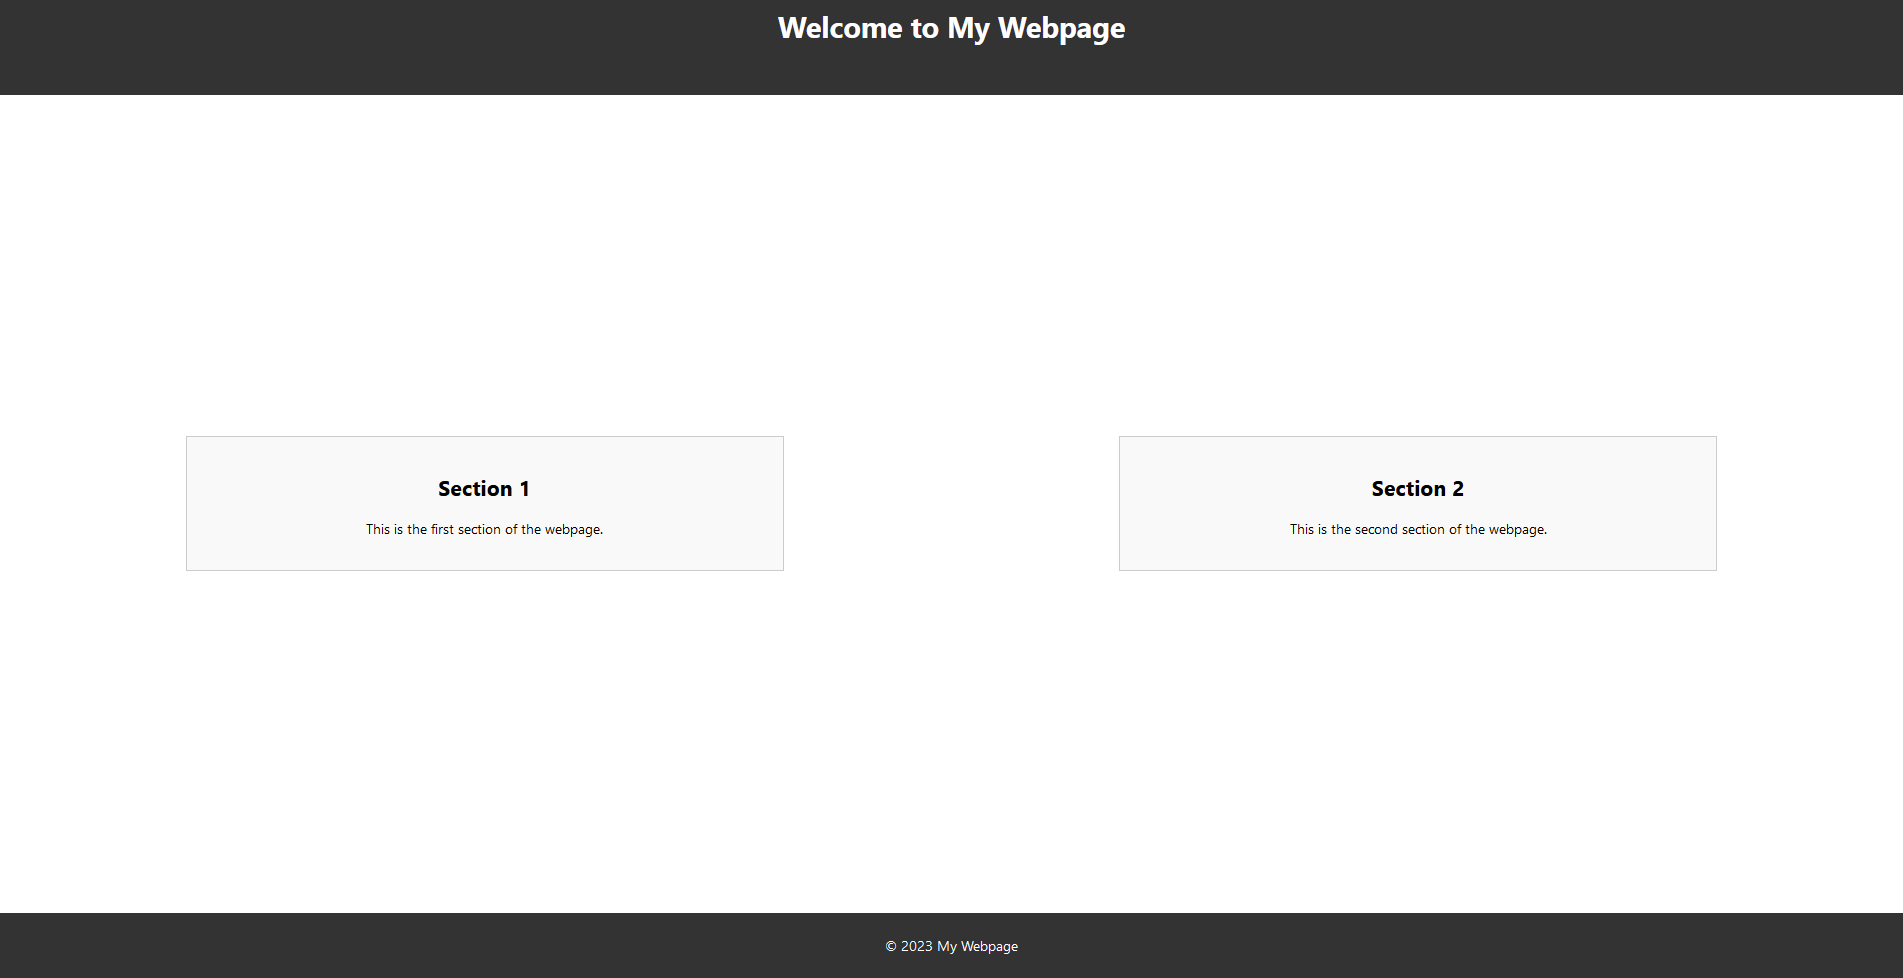 Welcome to My Webpage
Section 1
This is the first section of the webpage.
Section 2
This is the second section of the webpage.
© 2023 My Webpage